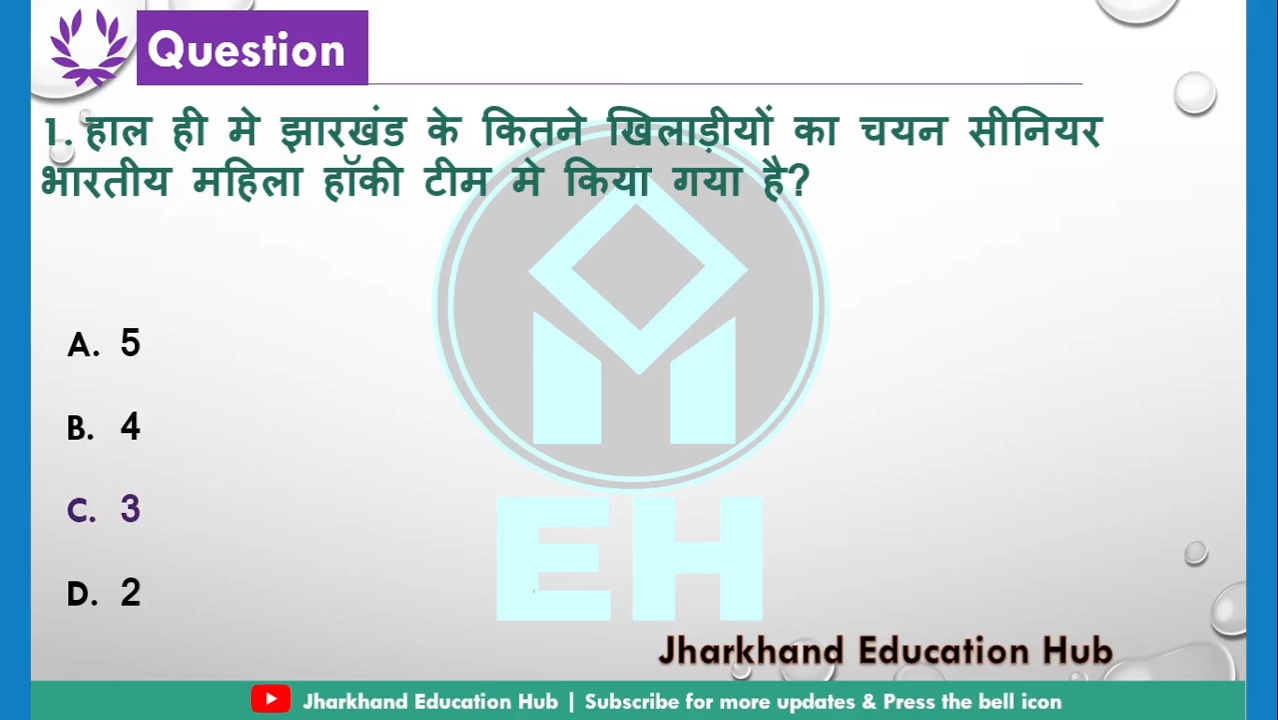 Question
1. हाल ही मे झारखंड के कितने खिलाड़ीयों का चयन सीनियर
भारतीय महिला हॉकी टीम मे किया गया है?
A. 5
B. 4
C. 3
D. 2
EH
Jharkhand Education Hub
Jharkhand Education Hub | Subscribe for more updates & Press the bell icon